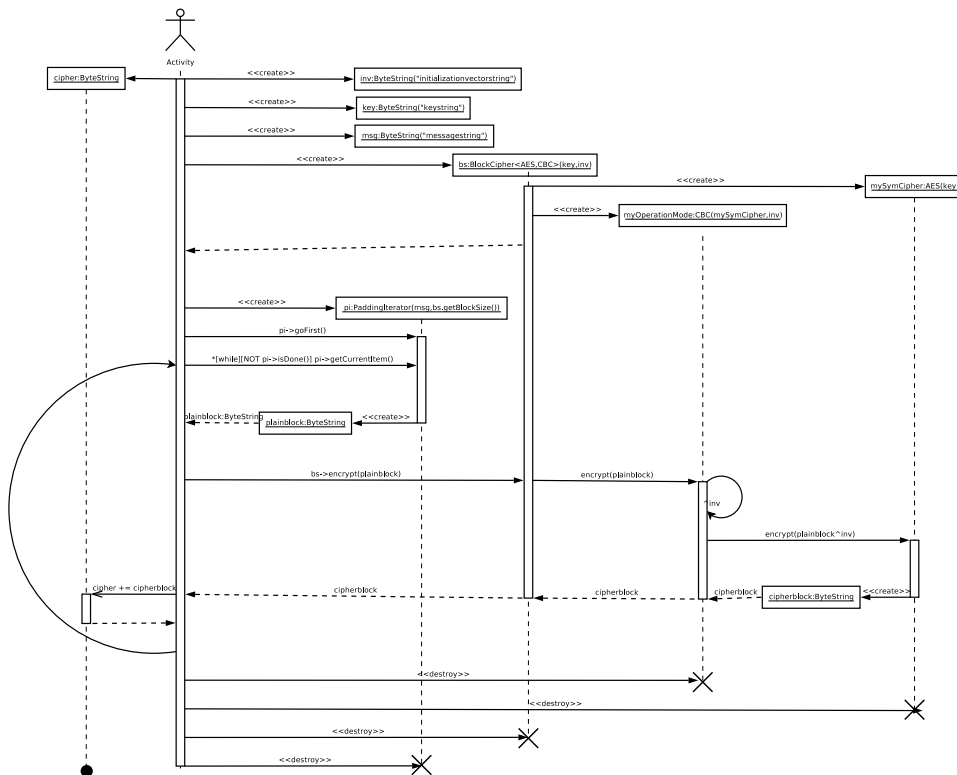 Activity
cipher:ByteString
<<create>>
inv:ByteString("initializationvectorstring")
<<create>>
key:ByteString("keystring")
<<create>>
msg:ByteString("messagestring")
<<create>>
bs:BlockCipher<AES,CBC>(key,inv)
<<create>>
mySymCipher:AES(key
<<create>>
myOperationMode:CBC(mySymCipher,inv)
<<create>>
pi:PaddingIterator(msg,bs.getBlockSize())
pi->goFirst()
*[while][NOT pi->isDone()] pi->getCurrentItem()
plainblock:ByteString
plainblock:ByteString
<<create>>
bs->encrypt(plainblock)
encrypt(plainblock)
^inv
encrypt(plainblock^inv)
cipher += cipherblock
cipherblock
cipherblock
cipherblock
cipherblock:ByteString
<<create>>
<<destroy>>
<<destroy>>
<<destroy>>
<<destroy>>